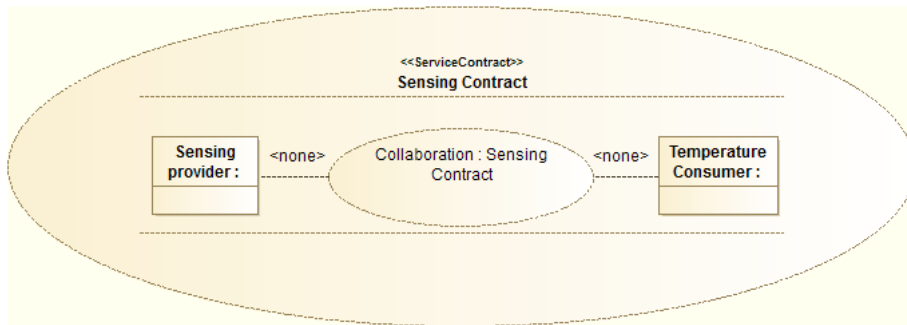 <<ServiceContract>>
Sensing Contract
Sensing
provider :
<none>
Collaboration : Sensing
Contract
<none>
Temperature
Consumer :